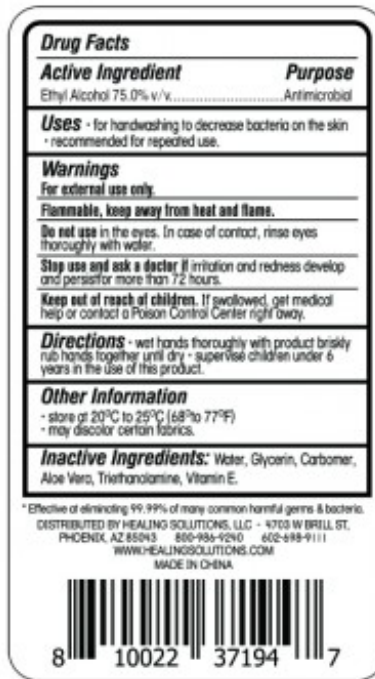 Drug Facts
Active Ingredient Purpose
Ethyl Alcohol 75.0% v/v..............................Antimicrobial
Uses - for handwashing to decrease bacteria on the skin
- recommended for repeated use.
Warnings
For external use only.
Flammable, keep away from heat and flame.
Do not use in the eyes. In case of contact, rinse eyes
thoroughly with water.
Stop use and ask a doctor if irritation and redness develop
and persistfor more than 72 hours.
Keep out of reach of children. If swallowed, get medical
help or contact a Poison Control Center right away.
Directions - wet hands thoroughly with product briskly
rub hands together until dry - supervise children under 6
years in the use of this product.
Other Information
- store at 20ºC to 25ºC (68ºto 77ºF)
- may discolor certain fabrics.
Inactive Ingredients: Water, Glycerin, Carbomer,
Aloe Vera, Triethanolamine, Vitamin E.
* Effective at eliminating 99.99% of many common harmful germs & bacteria.
DISTRIBUTED BY HEALING SOLUTIONS, LLC - 4703 W BRILL ST,
PHOENIX, AZ 85043 800-986-9240 602-698-9111
WWW.HEALINGSOLUTIONS.COM
MADE IN CHINA
8 10022 37194 7